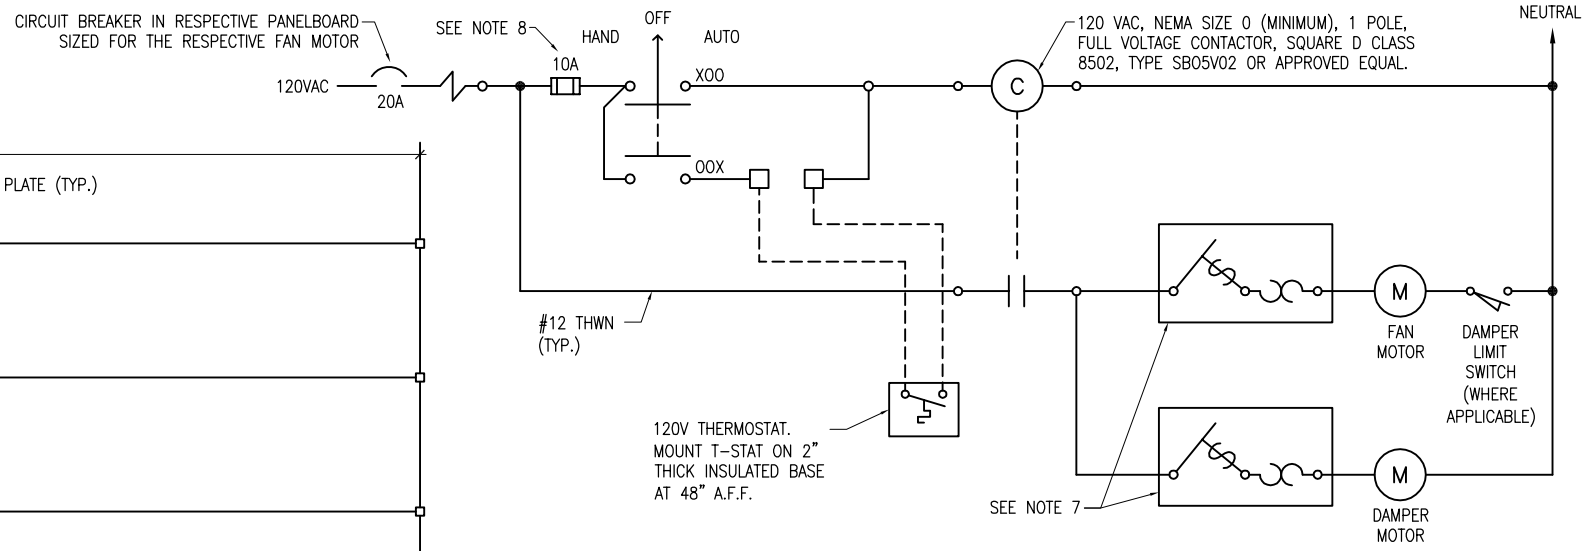 CIRCUIT BREAKER IN RESPECTIVE PANELBOARD
SIZED FOR THE RESPECTIVE FAN MOTOR
120VAC
20A
SEE NOTE 8
10A
HAND
OFF
AUTO
XOO
OOX
120 VAC, NEMA SIZE 0 (MINIMUM), 1 POLE,
FULL VOLTAGE CONTACTOR, SQUARE D CLASS
8502, TYPE SBO5V02 OR APPROVED EQUAL.
C
NEUTRAL
PLATE (TYP.)
#12 THWN
(TYP.)
M
FAN
MOTOR
DAMPER
LIMIT
SWITCH
(WHERE
APPLICABLE)
120V THERMOSTAT.
MOUNT T-STAT ON 2"
THICK INSULATED BASE
AT 48" A.F.F.
SEE NOTE 7
M
DAMPER
MOTOR